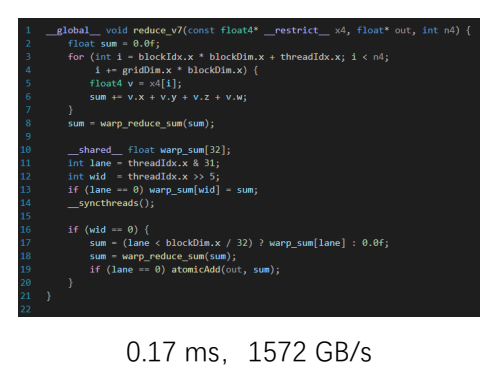 1 __global__ void reduce_v7(const float4* __restrict__ x4, float* out, int n4) {
2     float sum = 0.0f;
3     for (int i = blockIdx.x * blockDim.x + threadIdx.x; i < n4;
4          i += gridDim.x * blockDim.x) {
5         float4 v = x4[i];
6         sum += v.x + v.y + v.z + v.w;
7     }
8     sum = warp_reduce_sum(sum);
9
10     __shared__ float warp_sum[32];
11     int lane = threadIdx.x & 31;
12     int wid  = threadIdx.x >> 5;
13     if (lane == 0) warp_sum[wid] = sum;
14     __syncthreads();
15
16     if (wid == 0) {
17         sum = (lane < blockDim.x / 32) ? warp_sum[lane] : 0.0f;
18         sum = warp_reduce_sum(sum);
19         if (lane == 0) atomicAdd(out, sum);
20     }
21 }
22
0.17 ms,  1572 GB/s